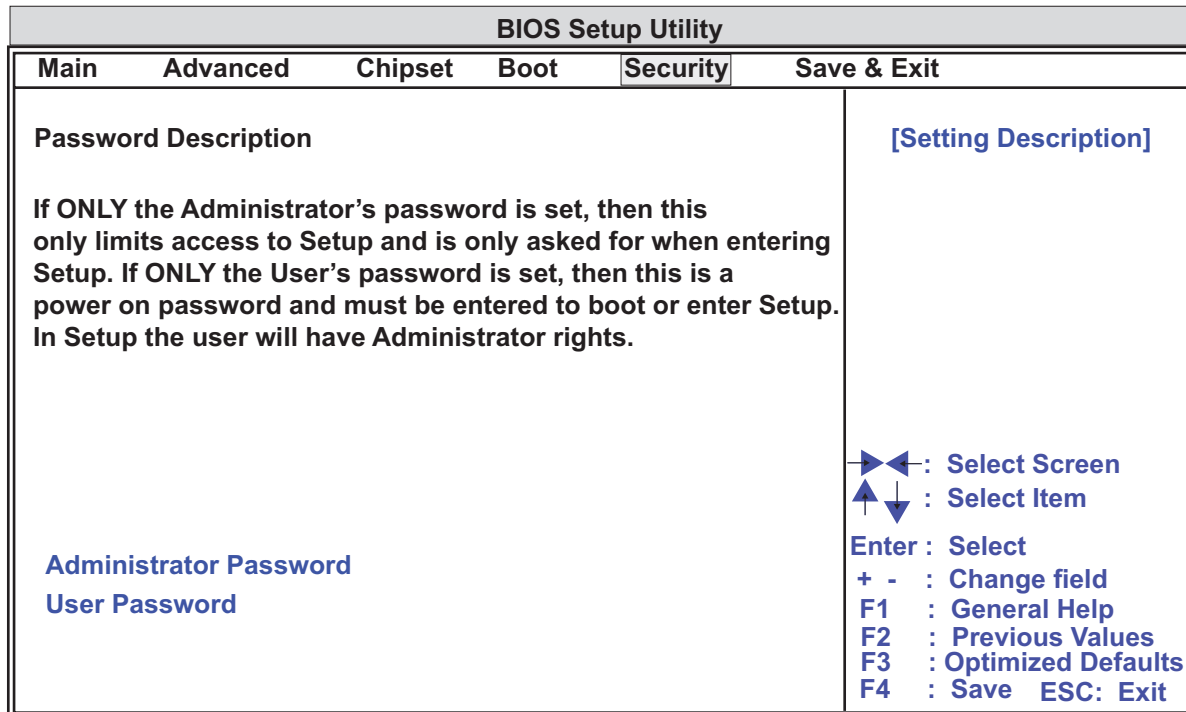 BIOS Setup Utility
Main Advanced Chipset Boot Security Save & Exit
Password Description
If ONLY the Administrator's password is set, then this
only limits access to Setup and is only asked for when entering
Setup. If ONLY the User's password is set, then this is a
power on password and must be entered to boot or enter Setup.
In Setup the user will have Administrator rights.
Administrator Password
User Password
[Setting Description]
: Select Screen
: Select Item
Enter : Select
+ - : Change field
F1 : General Help
F2 : Previous Values
F3 : Optimized Defaults
F4 : Save ESC: Exit